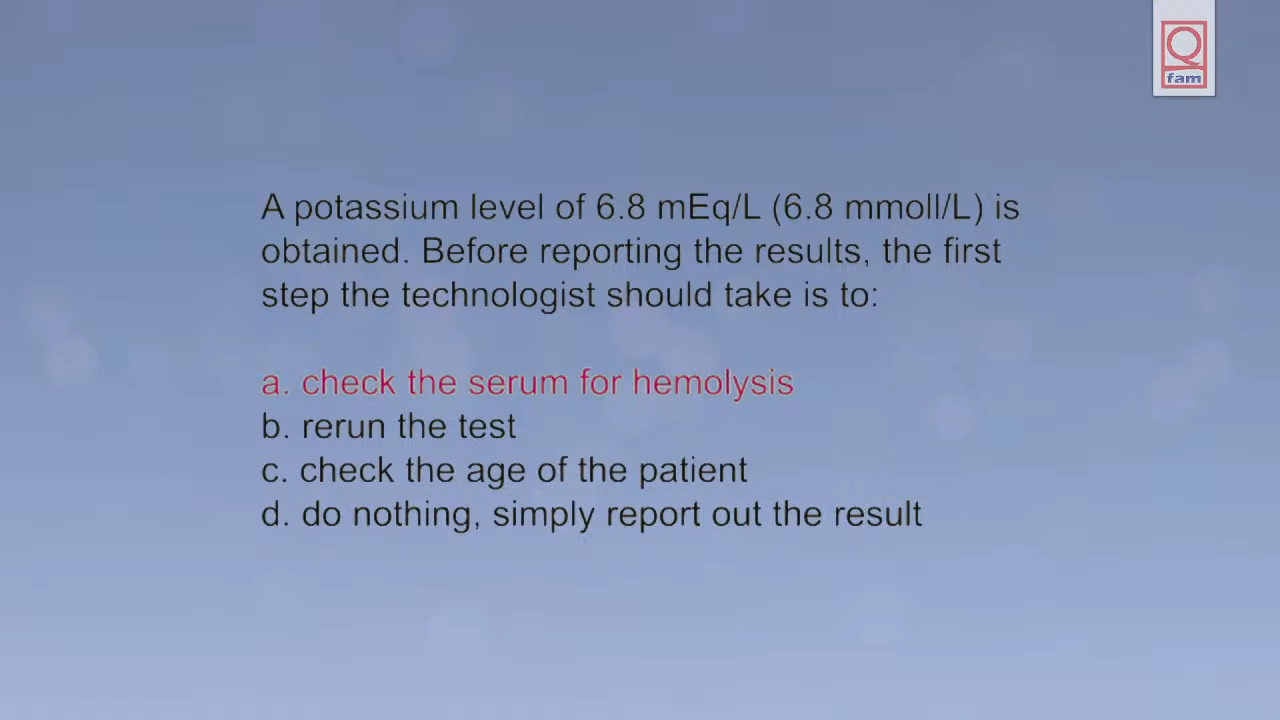 Q
fam
A potassium level of 6.8 mEq/L (6.8 mmoll/L) is
obtained. Before reporting the results, the first
step the technologist should take is to:
a. check the serum for hemolysis
b. rerun the test
c. check the age of the patient
d. do nothing, simply report out the result